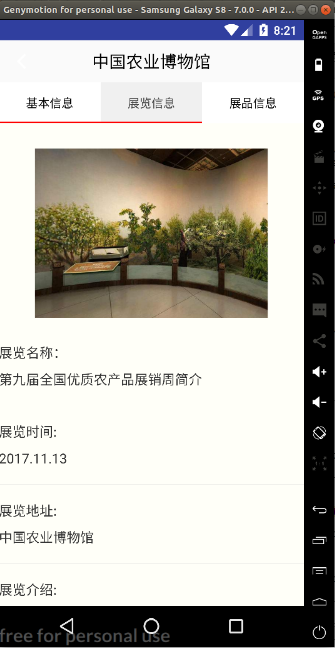 Genymotion for personal use - Samsung Galaxy S8 - 7.0.0 - API 2...
8:21
Open
GAPPS
中国农业博物馆
基本信息
展览信息
展品信息
GPS
ID
展览名称:
第九届全国优质农产品展销周简介
展览时间:
2017.11.13
展览地址:
中国农业博物馆
展览介绍:
free for personal use